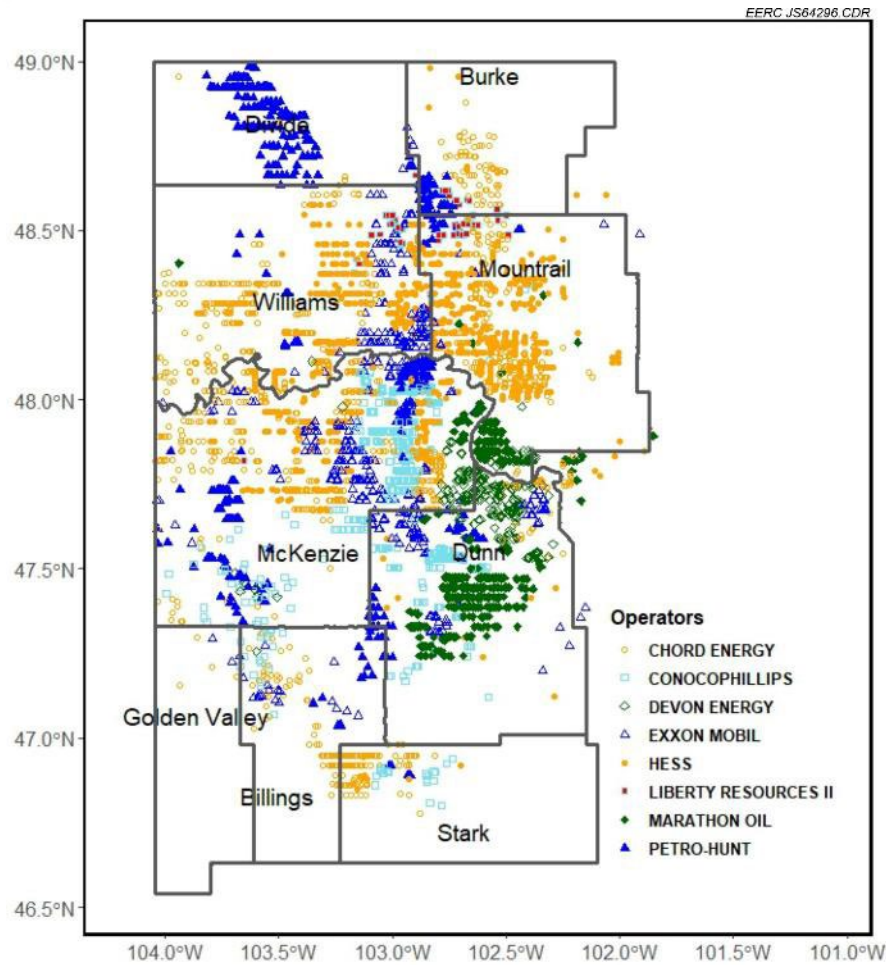 EERC JS64296.CDR
49.0°N
Burke
Divide
48.5°N
Mountrail
Williams
48.0°N
McKenzie
Dunn
47.5°N
Operators
CHORD ENERGY
CONOCOPHILLIPS
DEVON ENERGY
EXXON MOBIL
HESS
LIBERTY RESOURCES II
MARATHON OIL
PETRO-HUNT
Golden Valley
47.0°N
Billings
Stark
46.5°N
104.0°W 103.5°W 103.0°W 102.5°W 102.0°W 101.5°W 101.0°W